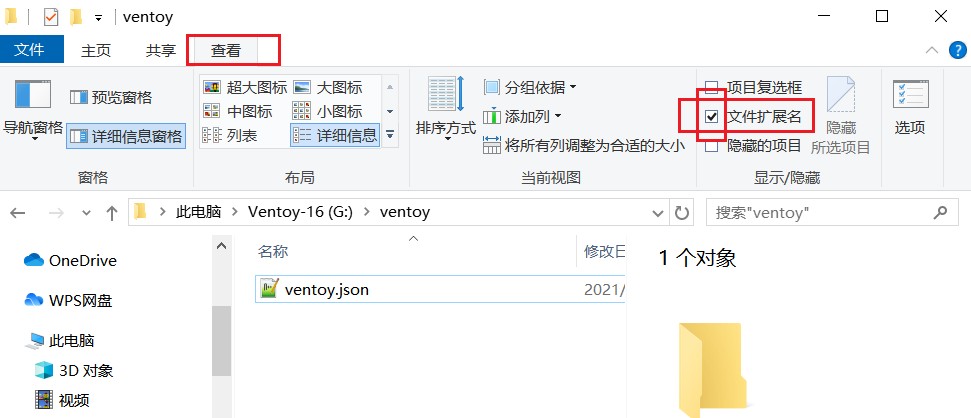 ventoy
文件 主页 共享 查看
导航窗格 预览窗格 详细信息窗格
超大图标 大图标
中图标 小图标
列表 详细信息
排序方式 分组依据
添加列
将所有列调整为合适的大小
项目复选框
文件扩展名
隐藏的项目
隐藏
所选项目
选项
窗格 布局 当前视图 显示/隐藏
此电脑 Ventoy-16 (G:) ventoy 搜索"ventoy"
名称 修改日
ventoy.json 2021/
1 个对象
OneDrive
WPS网盘
此电脑
3D 对象
视频